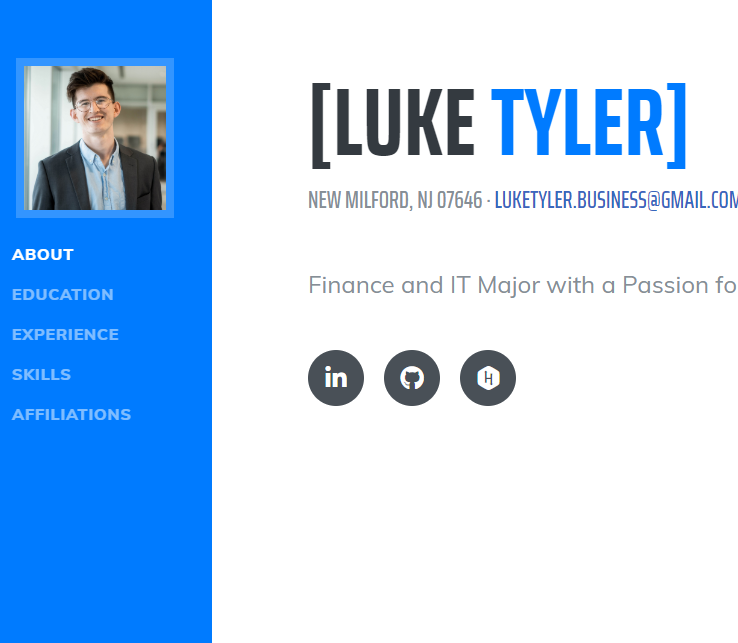 ABOUT
EDUCATION
EXPERIENCE
SKILLS
AFFILIATIONS
[LUKE TYLER]
NEW MILFORD, NJ 07646 · LUKETYLER.BUSINESS@GMAIL.COM
Finance and IT Major with a Passion fo
in
H